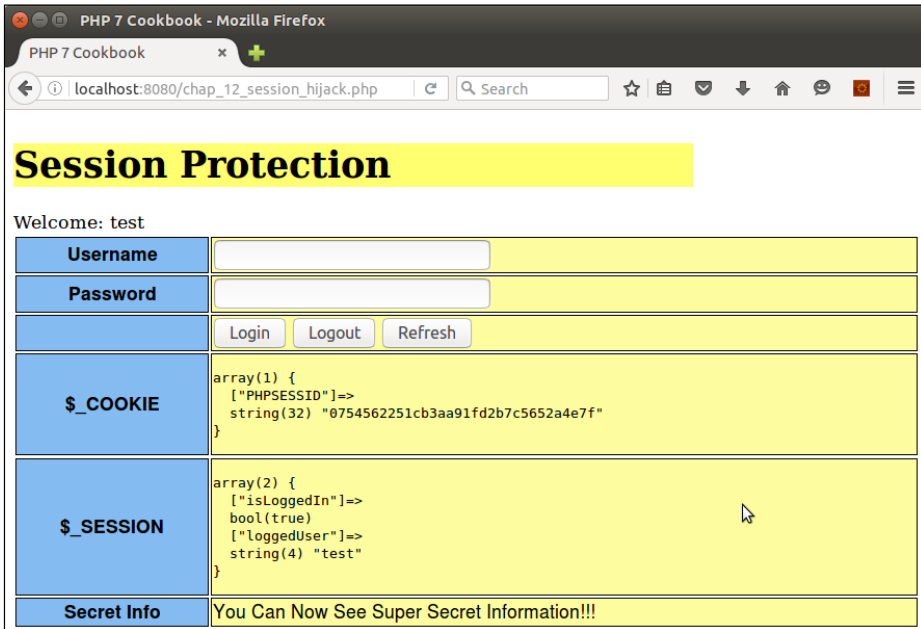 PHP 7 Cookbook - Mozilla Firefox
PHP 7 Cookbook
localhost:8080/chap_12_session_hijack.php
Search
Session Protection
Welcome: test
Username
Password
Login Logout Refresh
$_COOKIE
array(1) {
["PHPSESSID"]=>
string(32) "0754562251cb3aa91fd2b7c5652a4e7f"
}
$_SESSION
array(2) {
["isLoggedIn"]=>
bool(true)
["loggedUser"]=>
string(4) "test"
}
Secret Info You Can Now See Super Secret Information!!!